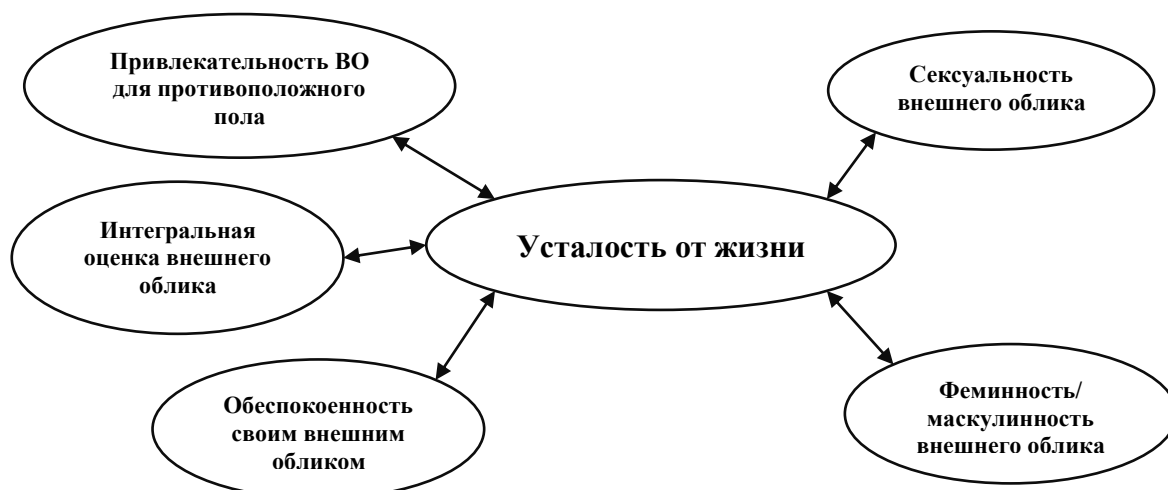 Привлекательность ВО
для противоположного
пола
Сексуальность
внешнего облика
Интегральная
оценка внешнего
облика
Усталость от жизни
Обеспокоенность
своим внешним
обликом
Феминность/
маскулинность
внешнего облика